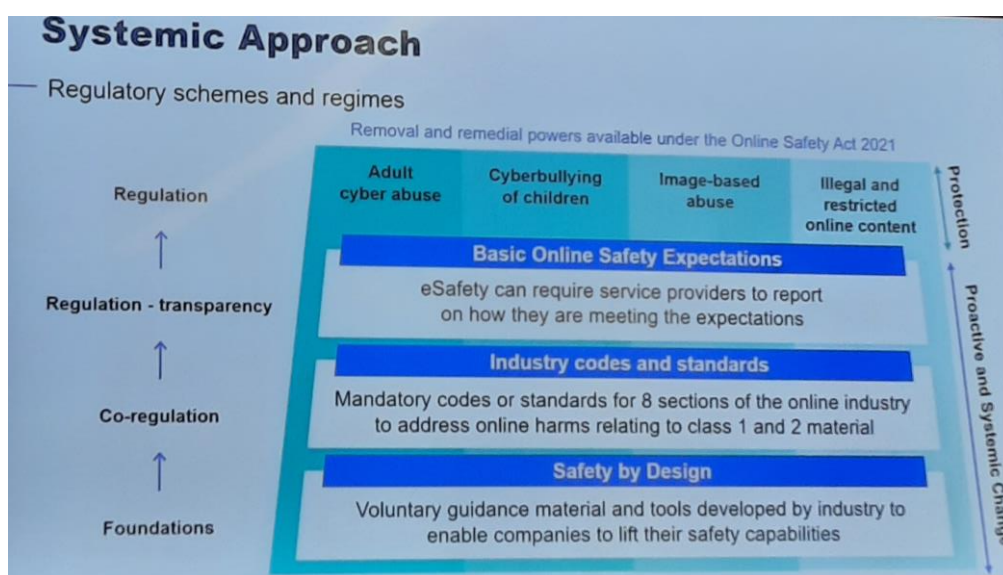 Systemic Approach
Regulatory schemes and regimes
Removal and remedial powers available under the Online Safety Act 2021
Regulation
Adult
cyber abuse
Cyberbullying
of children
Image-based
abuse
Illegal and
restricted
online content
Protection
Regulation - transparency
Basic Online Safety Expectations
eSafety can require service providers to report
on how they are meeting the expectations
Co-regulation
Industry codes and standards
Mandatory codes or standards for 8 sections of the online industry
to address online harms relating to class 1 and 2 material
Foundations
Safety by Design
Voluntary guidance material and tools developed by industry to
enable companies to lift their safety capabilities
Proactive and Systemic Change